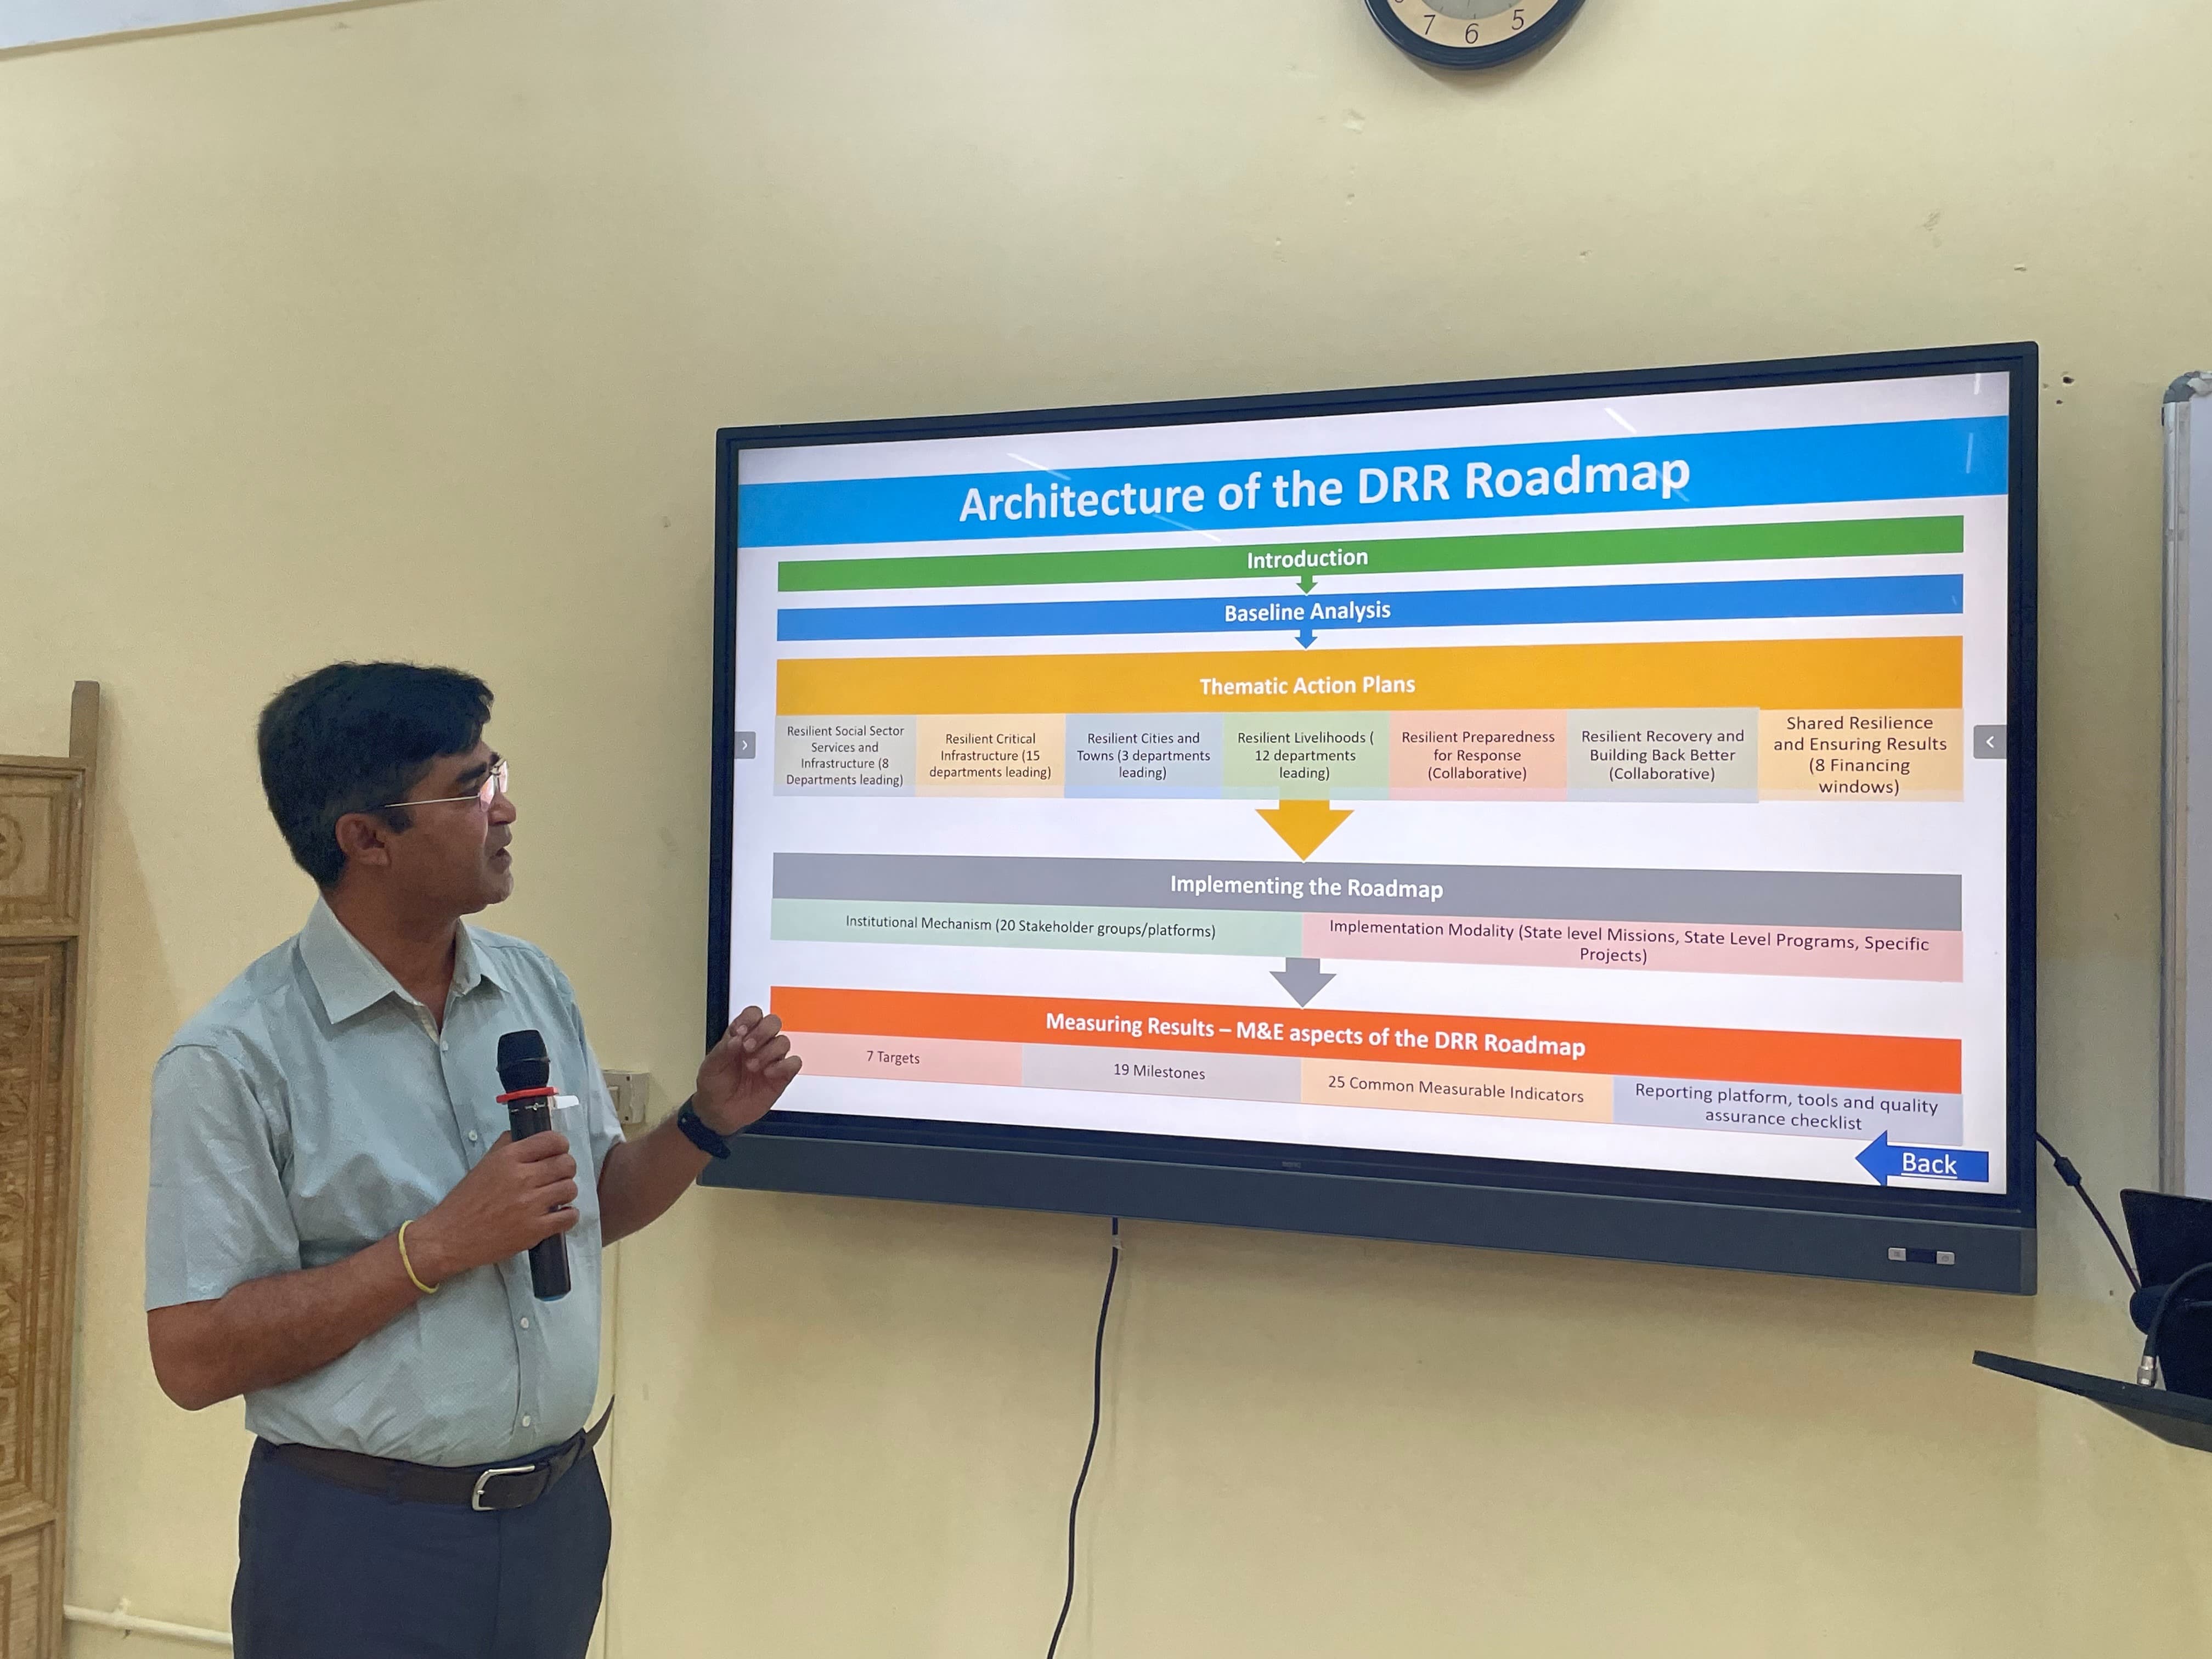 7 6 5
Architecture of the DRR Roadmap
Introduction
Baseline Analysis
Thematic Action Plans
Resilient Social Sector
Services and
Infrastructure (8
Departments leading)
Resilient Critical
Infrastructure (15
departments leading)
Resilient Cities and
Towns (3 departments
leading)
Resilient Livelihoods (
12 departments
leading)
Resilient Preparedness
for Response
(Collaborative)
Resilient Recovery and
Building Back Better
(Collaborative)
Shared Resilience
and Ensuring Results
(8 Financing
windows)
Implementing the Roadmap
Institutional Mechanism (20 Stakeholder groups/platforms)
Implementation Modality (State level Missions, State Level Programs, Specific
Projects)
Measuring Results – M&E aspects of the DRR Roadmap
7 Targets
19 Milestones
25 Common Measurable Indicators
Reporting platform, tools and quality
assurance checklist
Back